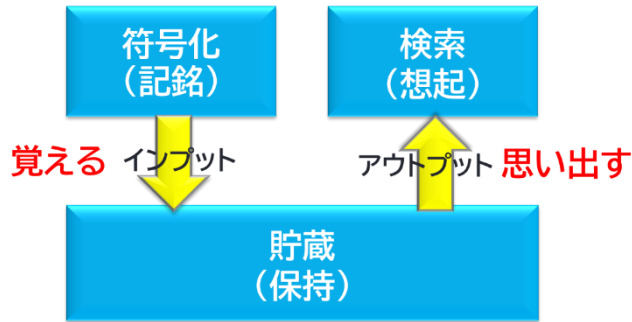 符号化
（記銘）
検索
（想起）
覚える
インプット
アウトプット
思い出す
貯蔵
（保持）